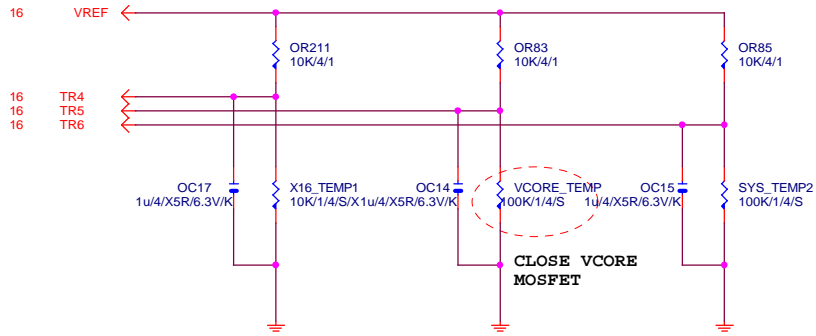 16 VREF
OR211
10K/4/1
OR83
10K/4/1
OR85
10K/4/1
16 TR4
16 TR5
16 TR6
OC17
1u/4/X5R/6.3V/K
X16_TEMP1
10K/1/4/S/X
OC14
1u/4/X5R/6.3V/K
VCORE_TEMP
100K/1/4/S
OC15
1u/4/X5R/6.3V/K
SYS_TEMP2
100K/1/4/S
CLOSE VCORE
MOSFET